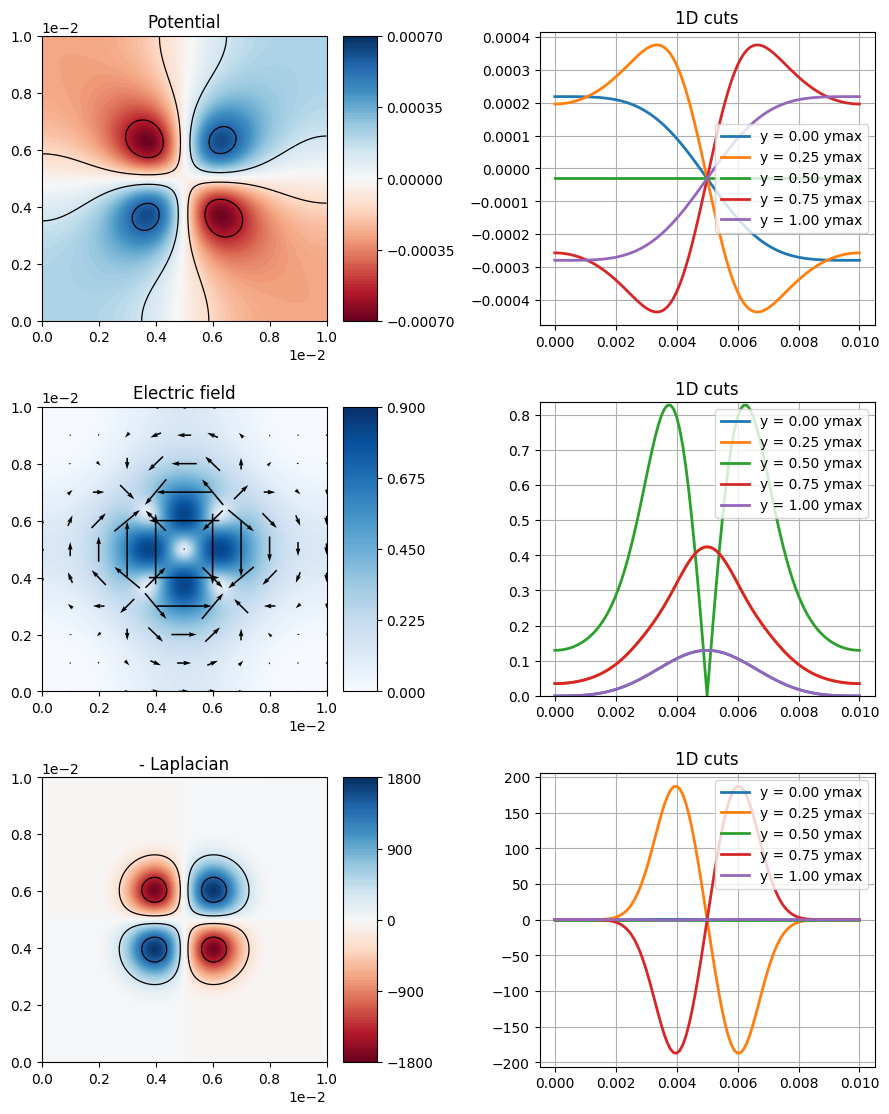 Potential
1e−2
1.0
0.8
0.6
0.4
0.2
0.0
0.0 0.2 0.4 0.6 0.8 1.0
1e−2
0.00070
0.00035
0.00000
−0.00035
−0.00070
1D cuts
0.0004
0.0003
0.0002
0.0001
0.0000
−0.0001
−0.0002
−0.0003
−0.0004
0.000 0.002 0.004 0.006 0.008 0.010
y = 0.00 ymax
y = 0.25 ymax
y = 0.50 ymax
y = 0.75 ymax
y = 1.00 ymax
Electric field
1e−2
1.0
0.8
0.6
0.4
0.2
0.0
0.0 0.2 0.4 0.6 0.8 1.0
1e−2
0.900
0.675
0.450
0.225
0.000
1D cuts
0.8
0.7
0.6
0.5
0.4
0.3
0.2
0.1
0.0
0.000 0.002 0.004 0.006 0.008 0.010
y = 0.00 ymax
y = 0.25 ymax
y = 0.50 ymax
y = 0.75 ymax
y = 1.00 ymax
- Laplacian
1e−2
1.0
0.8
0.6
0.4
0.2
0.0
0.0 0.2 0.4 0.6 0.8 1.0
1e−2
1800
900
0
−900
−1800
1D cuts
200
150
100
50
0
−50
−100
−150
−200
0.000 0.002 0.004 0.006 0.008 0.010
y = 0.00 ymax
y = 0.25 ymax
y = 0.50 ymax
y = 0.75 ymax
y = 1.00 ymax